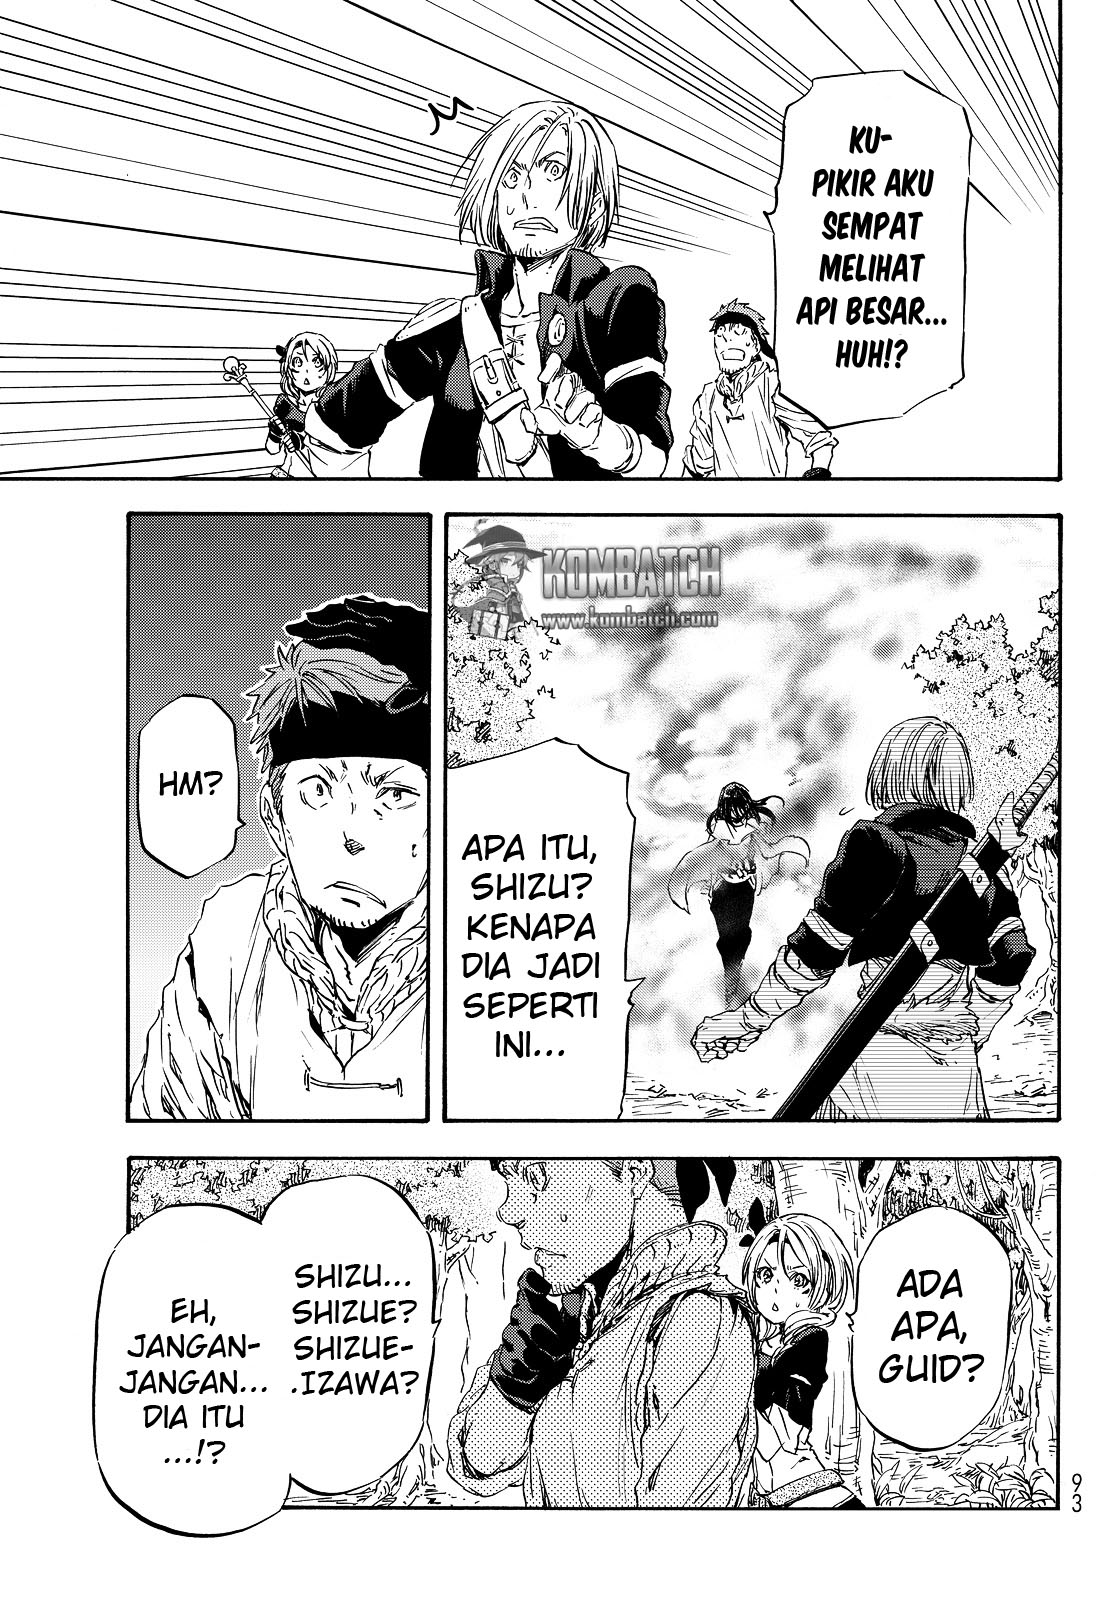 KU-
PIKIR AKU
SEMPAT
MELIHAT
API BESAR...
HUH!?
KOMBATCH
www.kombatch.com
APA ITU,
SHIZU?
KENAPA
DIA JADI
SEPERTI
INI...
HM?
ADA
APA,
GUID?
SHIZU...
SHIZUE?
SHIZUE-
.IZAWA?
EH,
JANGAN-
JANGAN...
DIA ITU
...!?
93